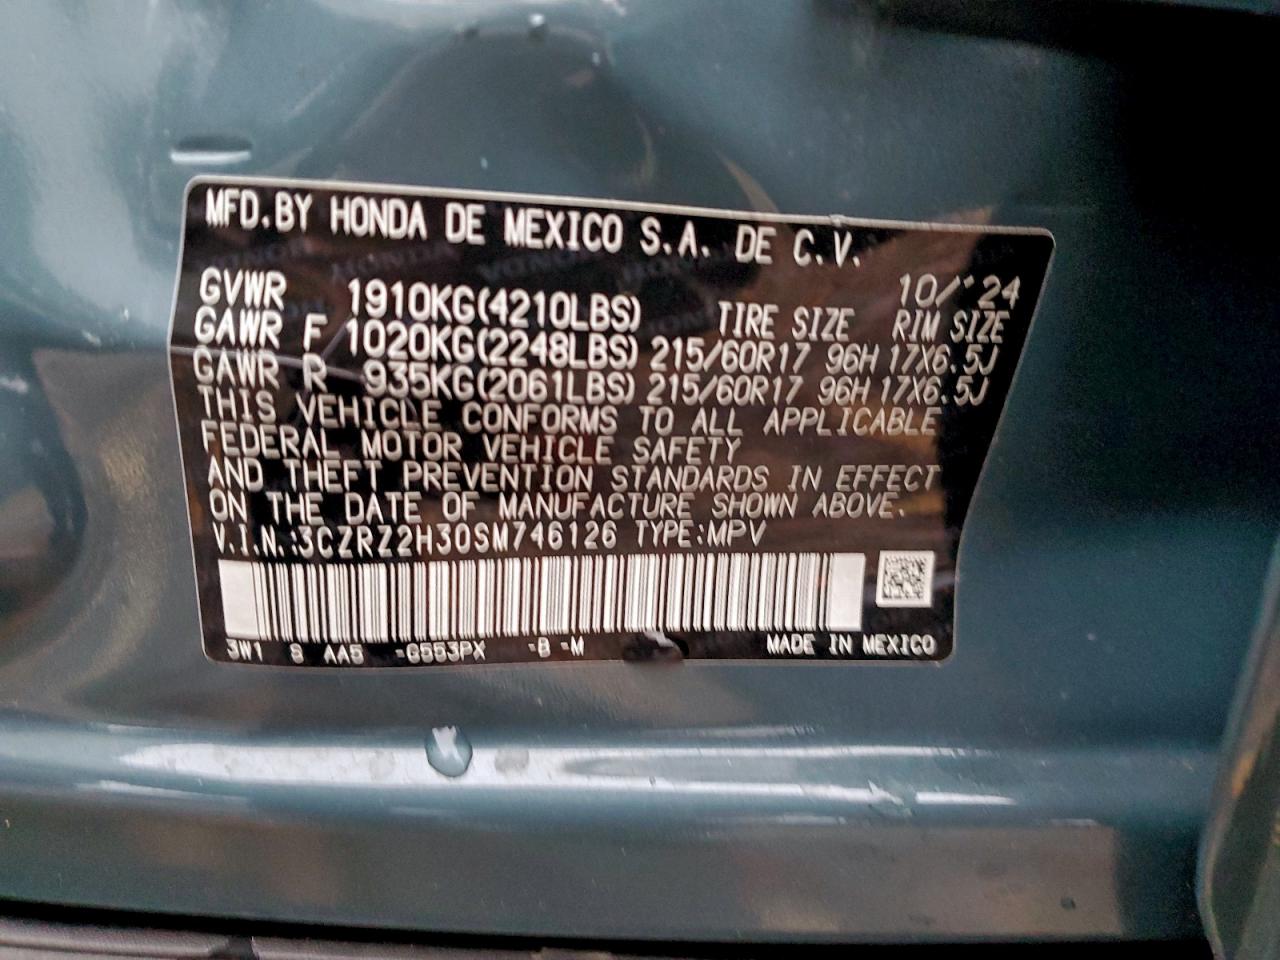 MFD.BY HONDA DE MEXICO S.A. DE C.V.
10/'24
GVWR 1910KG(4210LBS) TIRE SIZE RIM SIZE
GAWR F 1020KG(2248LBS) 215/60R17 96H 17X6.5J
GAWR R 935KG(2061LBS) 215/60R17 96H 17X6.5J
THIS VEHICLE CONFORMS TO ALL APPLICABLE
FEDERAL MOTOR VEHICLE SAFETY
AND THEFT PREVENTION STANDARDS IN EFFECT
ON THE DATE OF MANUFACTURE SHOWN ABOVE.
V.I.N.:3CZRZ2H30SM746126 TYPE:MPV
3W1 S AA5 -G553PX -B -M MADE IN MEXICO